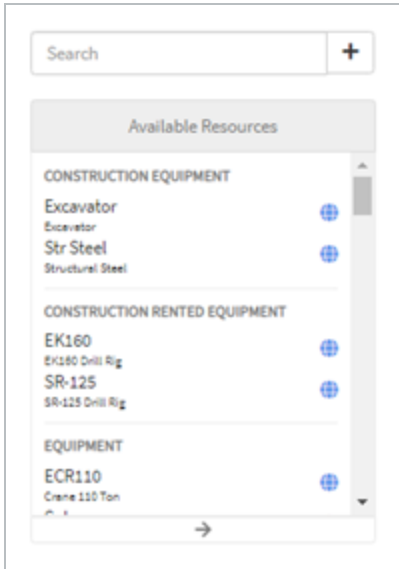 Search
Available Resources
CONSTRUCTION EQUIPMENT
Excavator
Excavator
Str Steel
Structural Steel
CONSTRUCTION RENTED EQUIPMENT
EK160
EK160 Drill Rig
SR-125
SR-125 Drill Rig
EQUIPMENT
ECR110
Crane 110 Ton